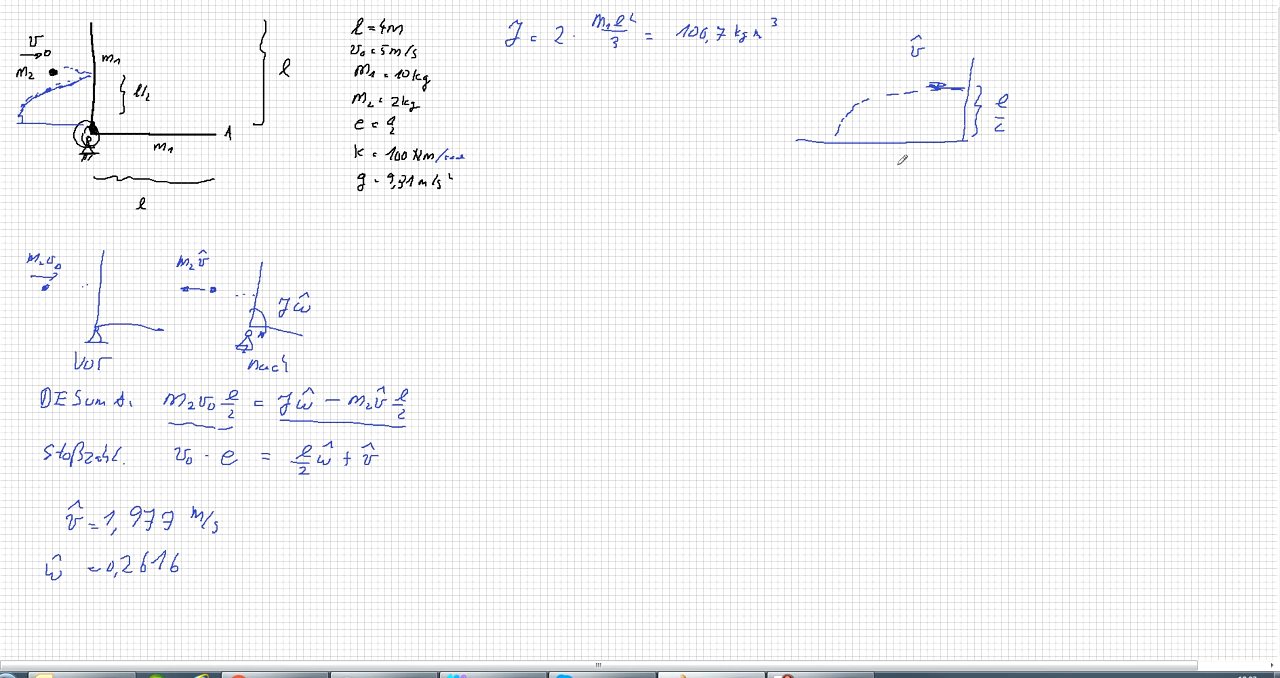 l = 4m
v₀ = 5 m/s
m₁ = 10 kg
m₂ = 2 kg
k = 100 Nm/rad
g = 9,81 m/s²
v₀
m₂
m₁
l/2
l
A
m₁
l
J = 2 · m₁l²/3 = 106,7 kg m³
v̂
l/2
m₂v₀
m₂v̂
Jω̂
Vor
nach
DESum A: m₂v₀ l/2 = Jω̂ − m₂v̂ l/2
Stoßzahl: v₀ · e = l/2 ω̂ + v̂
v̂ = 1,977 m/s
ω̂ = 0,2616